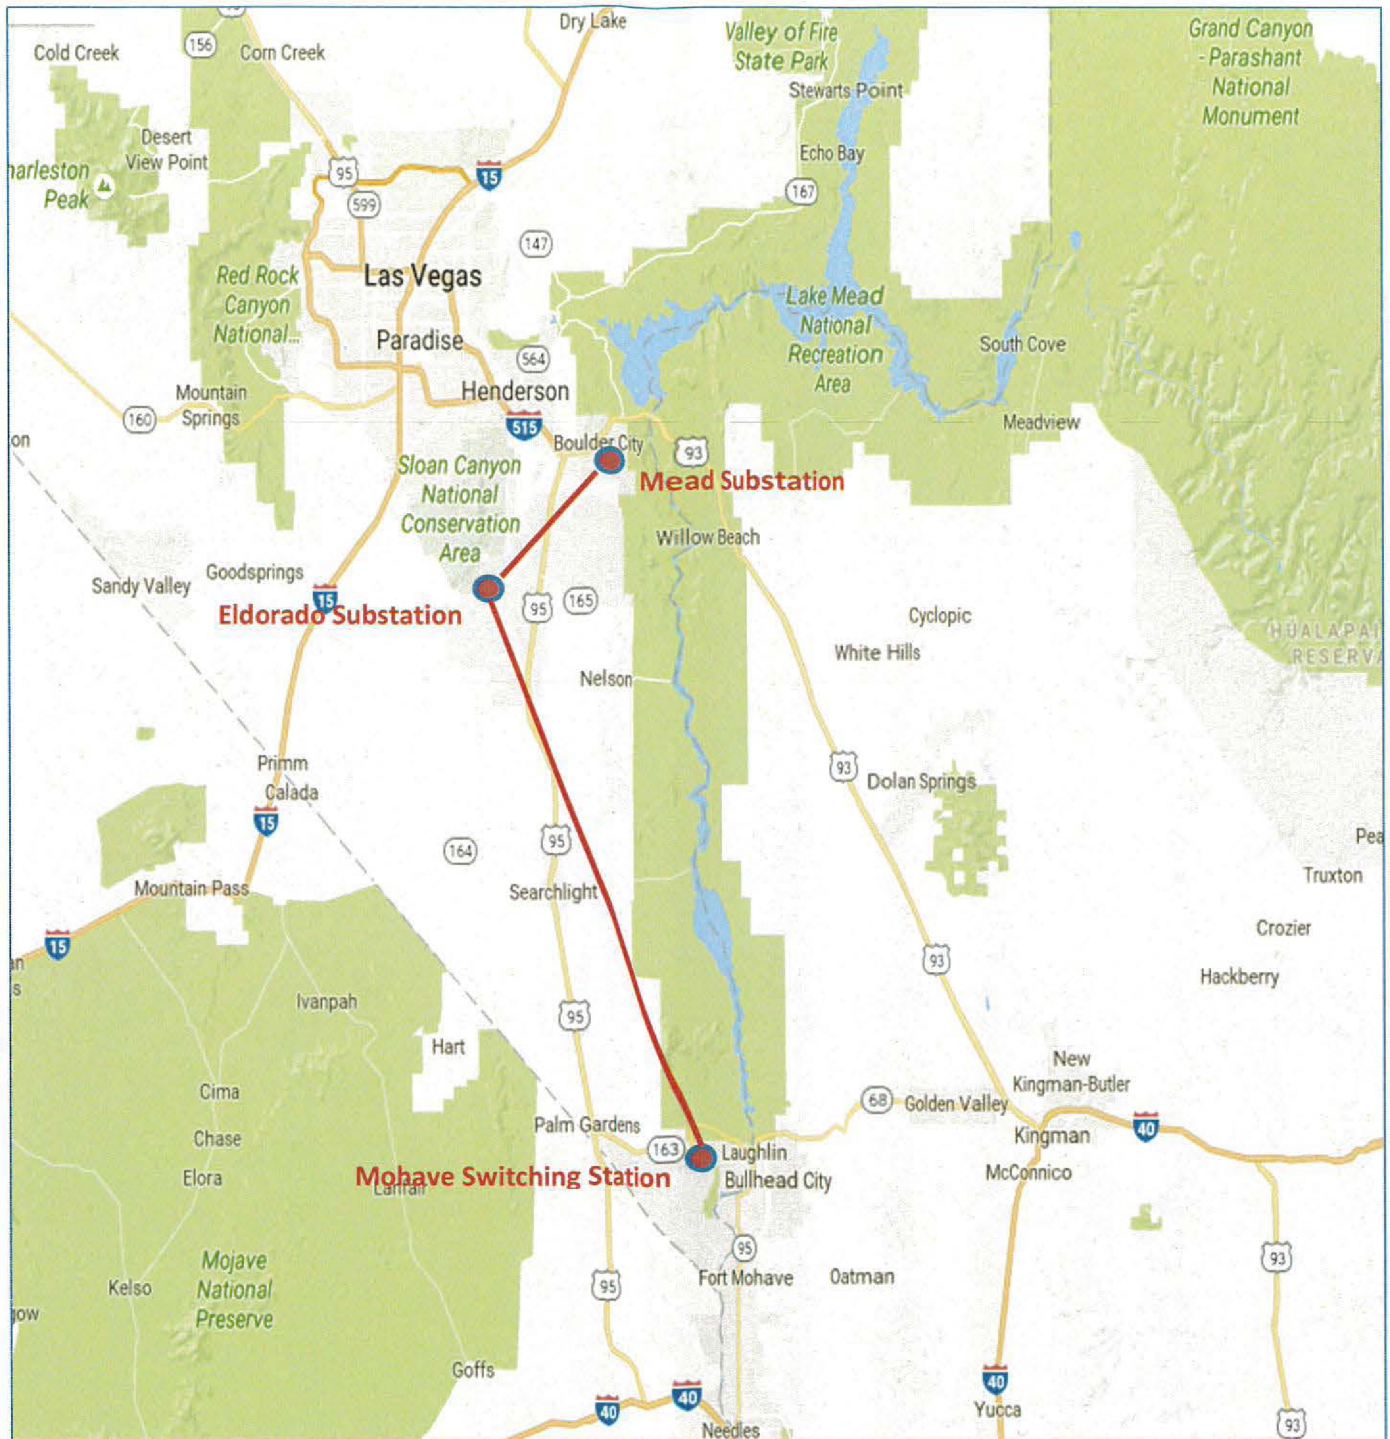 Dry Lake
Cold Creek
156
Corn Creek
Valley of Fire
State Park
Grand Canyon
- Parashant
National
Monument
Stewarts Point
Desert
View Point
Echo Bay
harleston
Peak
95
15
599
167
147
Las Vegas
Red Rock
Canyon
National...
Lake Mead
National
Recreation
Area
Paradise
South Cove
564
Henderson
Mountain
Springs
160
515
Meadview
on
Boulder City
93
Sloan Canyon
National
Conservation
Area
Mead Substation
Willow Beach
Goodsprings
Sandy Valley
15
Eldorado Substation
95
165
Cyclopic
HUALAPAI
RESERVA
White Hills
Nelson
Primm
Calada
93
Dolan Springs
15
164
95
Pea
Mountain Pass
Searchlight
Truxton
15
Crozier
an
s
93
Hackberry
Ivanpah
95
Hart
New
Kingman-Butler
Cima
68
Golden Valley
Palm Gardens
40
Chase
Kingman
163
Laughlin
Elora
Mohave Switching Station
Lanfair
Bullhead City
McConnico
Mojave
National
Preserve
95
Kelso
95
Fort Mohave
Oatman
93
ow
Goffs
40
40
40
Yucca
93
Needles